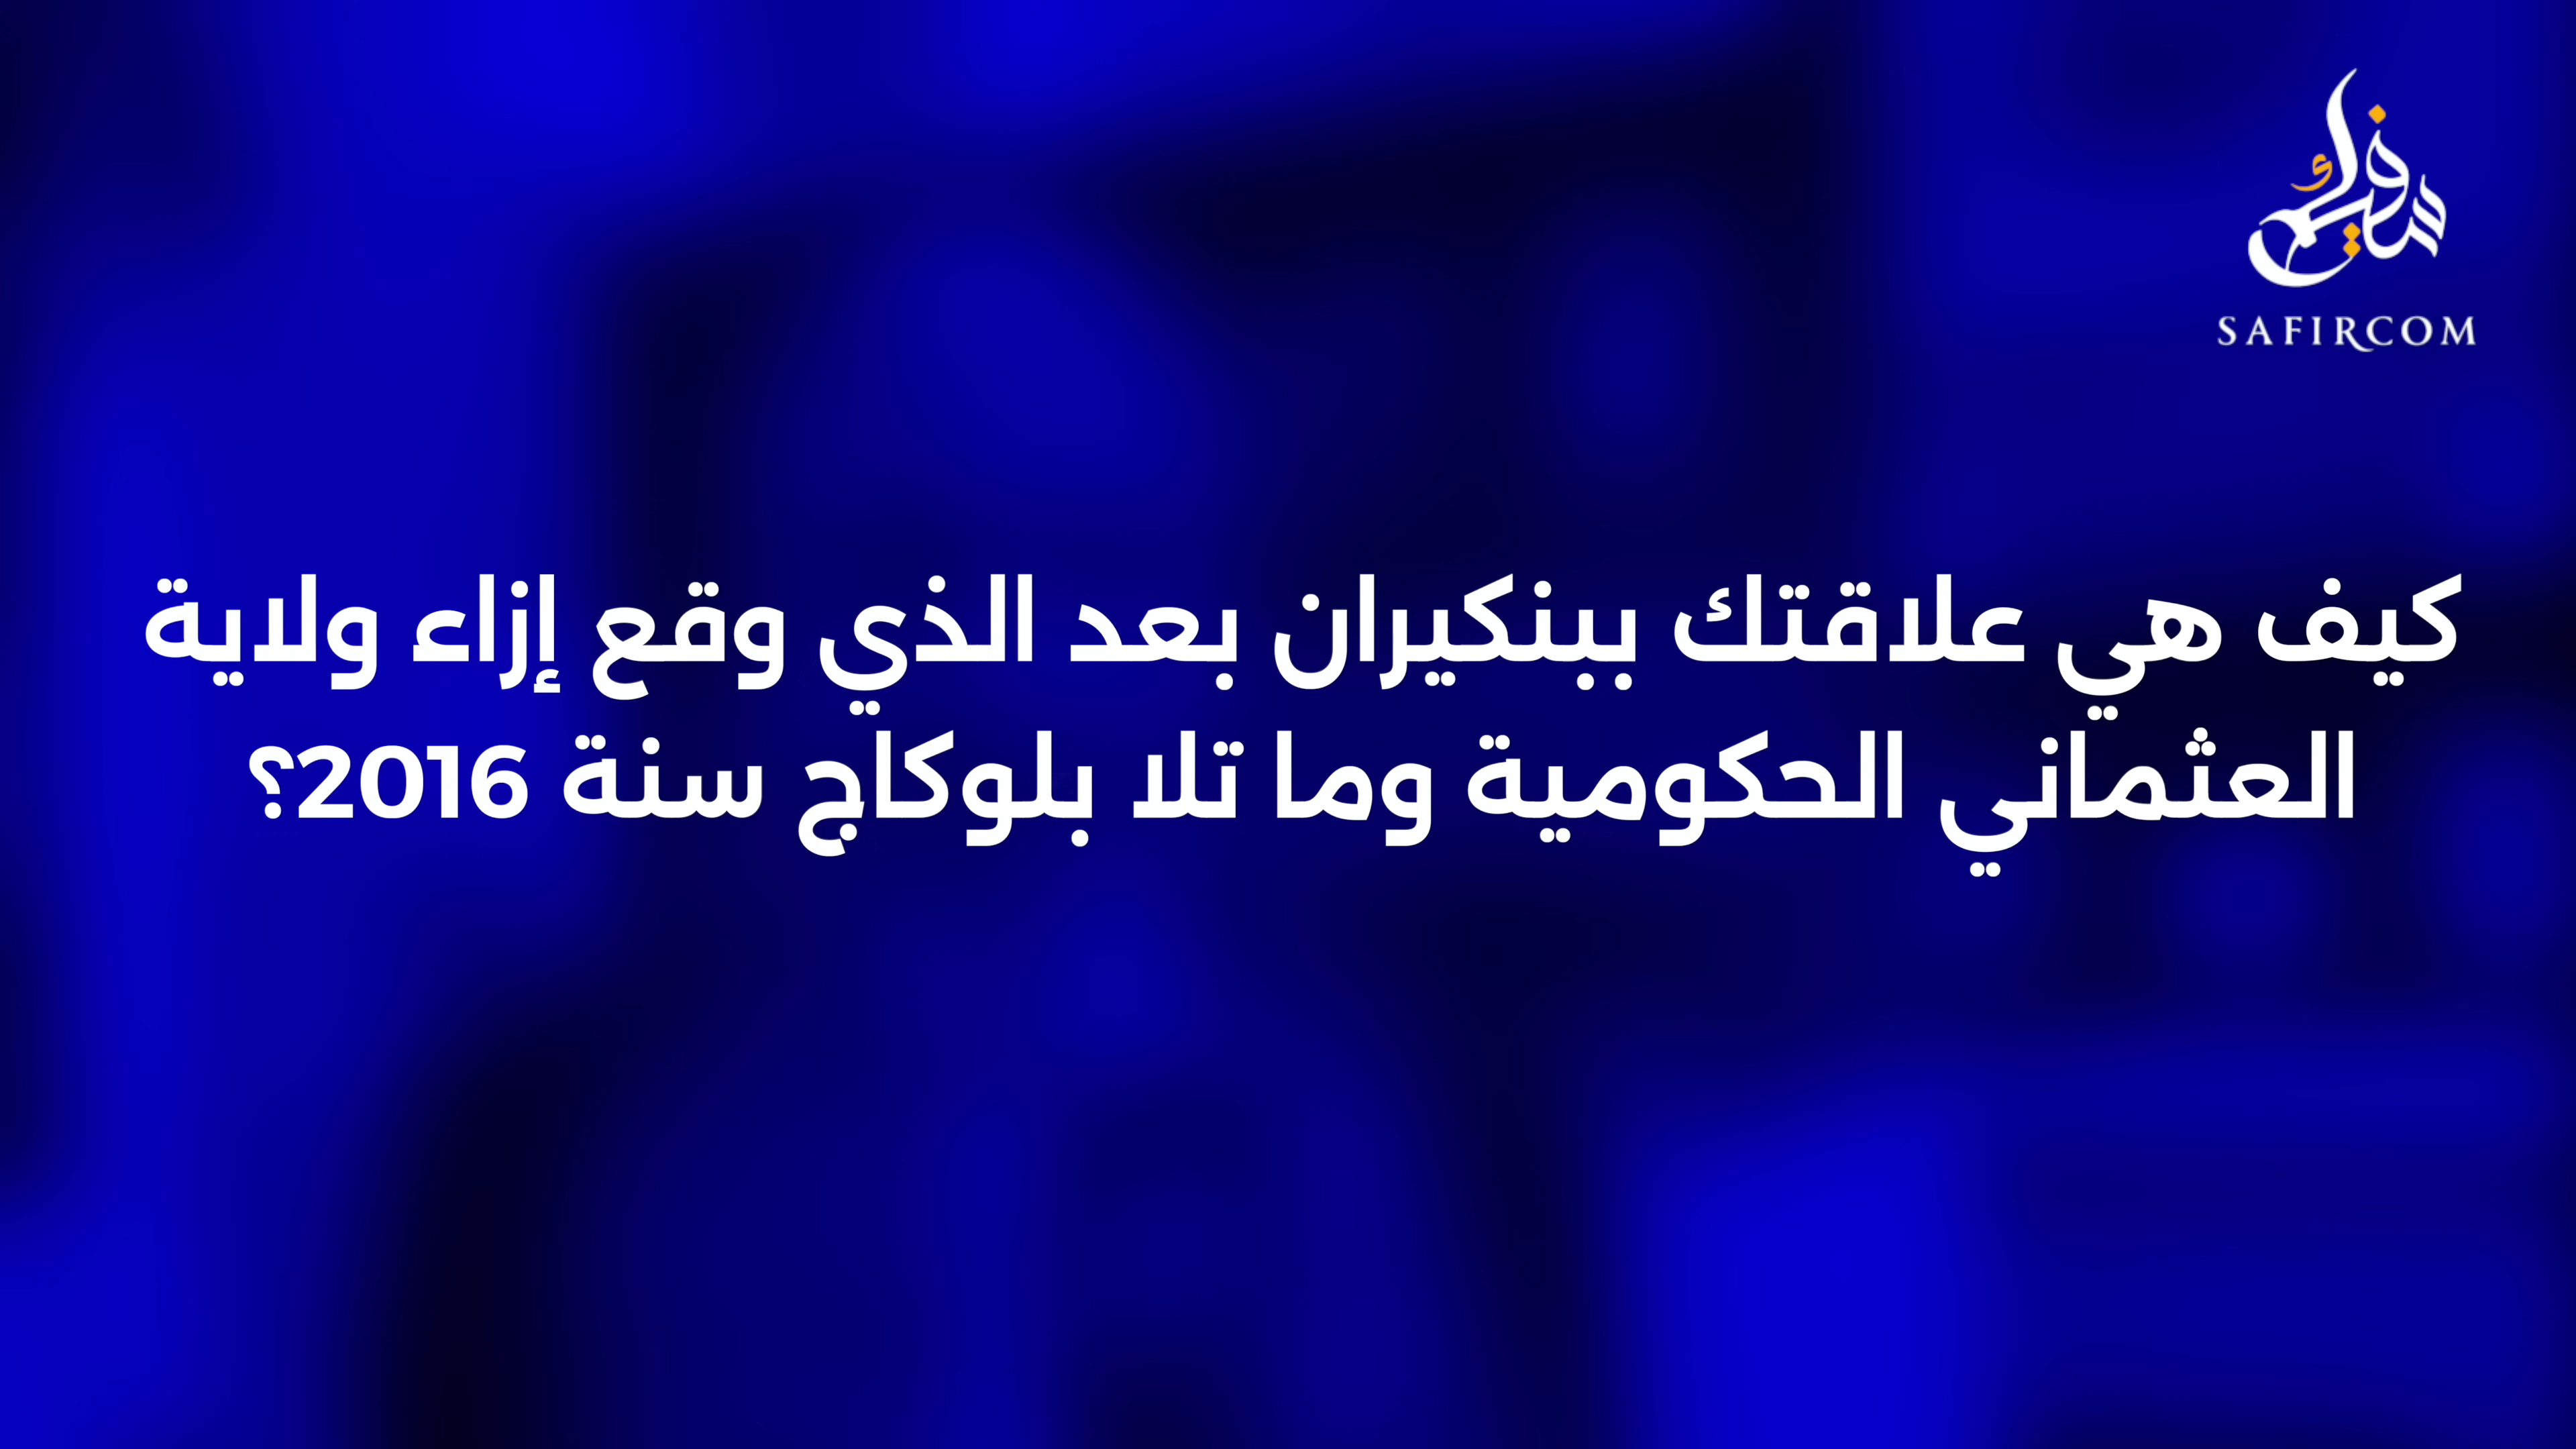 SAFIRCOM
كيف هي علاقتك ببنكيران بعد الذي وقع إزاء ولاية
العثماني الحكومية وما تلا بلوكاج سنة 2016؟